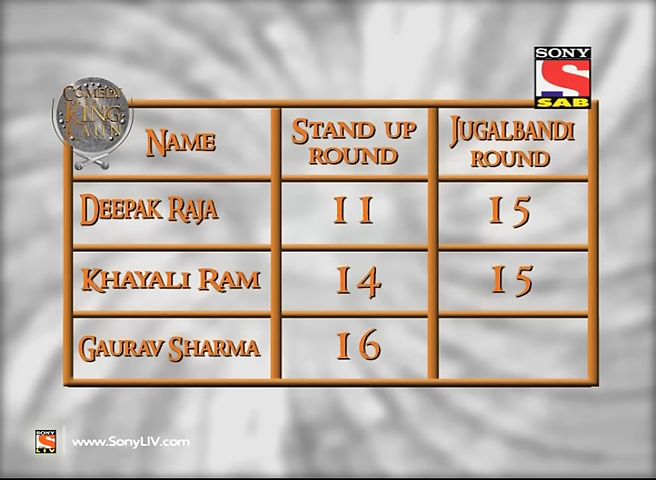 SONY
S
SAB
COMEDY
KING
NAME
STAND UP
ROUND
JUGALBANDI
ROUND
DEEPAK RAJA
11
15
KHAYALI RAM
14
15
GAURAV SHARMA
16
SONY
S
LIV
www.SonyLIV.com